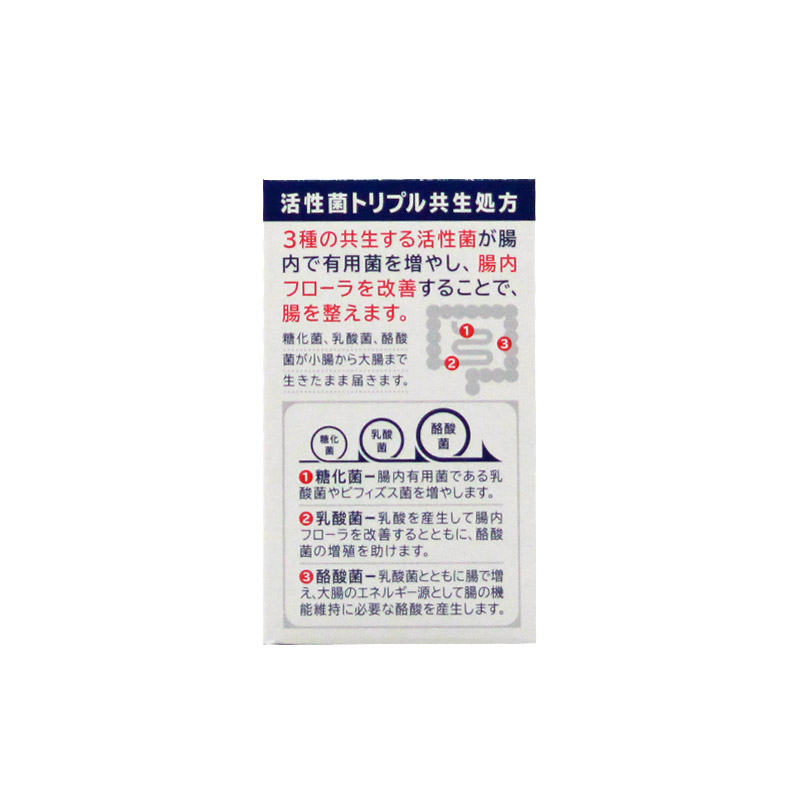 活性菌トリプル共生処方
3種の共生する活性菌が腸
内で有用菌を増やし、腸内
フローラを改善することで、
腸を整えます。
糖化菌、乳酸菌、酪酸
菌が小腸から大腸まで
生きたまま届きます。
1
2
3
糖化
菌
乳酸
菌
酪酸
菌
1 糖化菌ー腸内有用菌である乳
酸菌やビフィズス菌を増やします。
2 乳酸菌ー乳酸を産生して腸内
フローラを改善するとともに、酪酸
菌の増殖を助けます。
3 酪酸菌ー乳酸菌とともに腸で増
え、大腸のエネルギー源として腸の機
能維持に必要な酪酸を産生します。